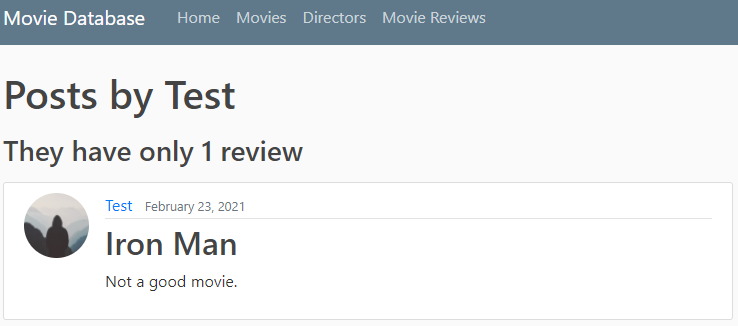 Movie Database Home Movies Directors Movie Reviews
Posts by Test
They have only 1 review
Test February 23, 2021
Iron Man
Not a good movie.